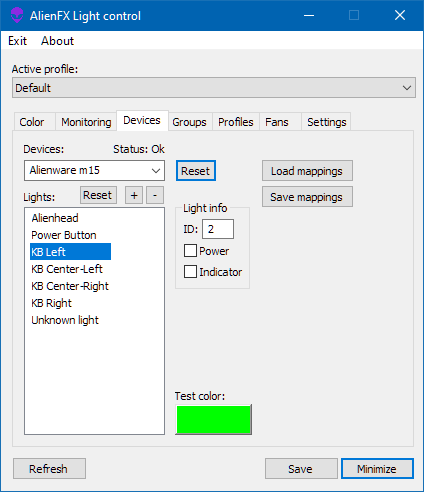 AlienFX Light control
Exit About
Active profile:
Default
Color Monitoring Devices Groups Profiles Fans Settings
Devices: Status: Ok
Alienware m15 Reset Load mappings
Lights: Reset + - Save mappings
Alienhead Light info
Power Button ID: 2
KB Left Power
KB Center-Left Indicator
KB Center-Right
KB Right
Unknown light
Test color:
Refresh Save Minimize